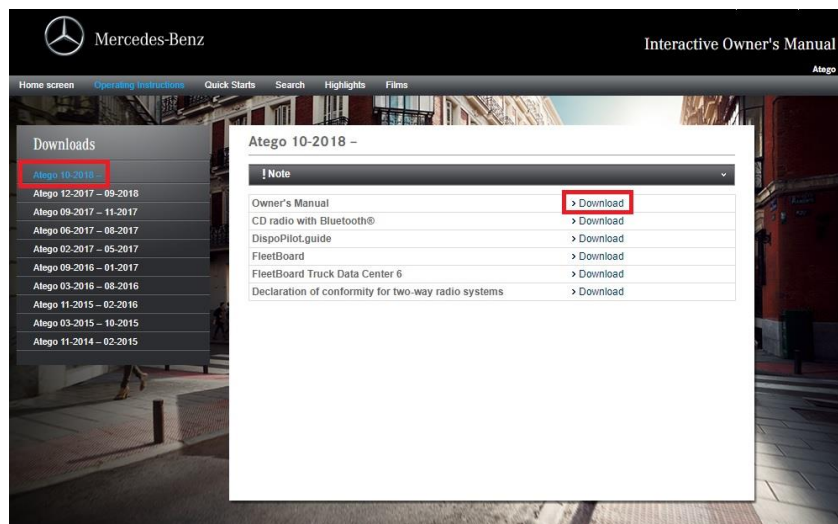 Mercedes-Benz
Interactive Owner's Manual
Atego
Home screen Operating instructions Quick Starts Search Highlights Films
Downloads
Atego 10-2018 –
Atego 12-2017 – 09-2018
Atego 09-2017 – 11-2017
Atego 06-2017 – 08-2017
Atego 02-2017 – 05-2017
Atego 09-2016 – 01-2017
Atego 03-2016 – 08-2016
Atego 11-2015 – 02-2016
Atego 03-2015 – 10-2015
Atego 11-2014 – 02-2015
Atego 10-2018 –
! Note
Owner's Manual › Download
CD radio with Bluetooth® › Download
DispoPilot.guide › Download
FleetBoard › Download
FleetBoard Truck Data Center 6 › Download
Declaration of conformity for two-way radio systems › Download